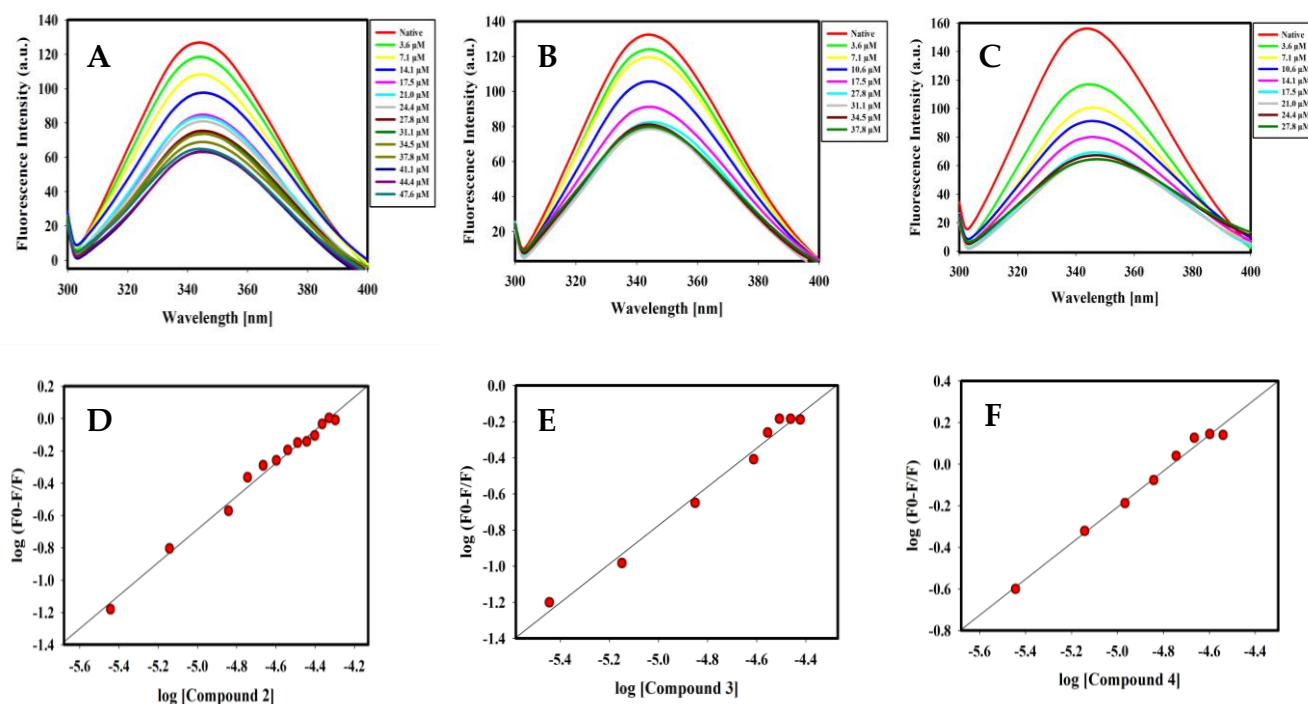 A
Fluorescence Intensity (a.u.)
140
120
100
80
60
40
20
0
300 320 340 360 380 400
Wavelength [nm]
Native
3.6 µM
7.1 µM
14.1 µM
17.5 µM
21.0 µM
24.4 µM
27.8 µM
31.1 µM
34.5 µM
37.8 µM
41.1 µM
44.4 µM
47.6 µM
B
Fluorescence Intensity (a.u.)
140
120
100
80
60
40
20
300 320 340 360 380 400
Wavelength [nm]
Native
3.6 µM
7.1 µM
10.6 µM
17.5 µM
27.8 µM
31.1 µM
34.5 µM
37.8 µM
C
Fluorescence Intensity (a.u.)
160
140
120
100
80
60
40
20
0
300 320 340 360 380 400
Wavelength [nm]
Native
3.6 µM
7.1 µM
10.6 µM
14.1 µM
17.5 µM
21.0 µM
24.4 µM
27.8 µM
D
log (F0-F/F)
0.2
0.0
-0.2
-0.4
-0.6
-0.8
-1.0
-1.2
-1.4
-5.6 -5.4 -5.2 -5.0 -4.8 -4.6 -4.4 -4.2
log [Compound 2]
E
log (F0-F/F)
0.0
-0.2
-0.4
-0.6
-0.8
-1.0
-1.2
-1.4
-5.4 -5.2 -5.0 -4.8 -4.6 -4.4
log [Compound 3]
F
log (F0-F/F)
0.4
0.2
0.0
-0.2
-0.4
-0.6
-0.8
-5.6 -5.4 -5.2 -5.0 -4.8 -4.6 -4.4
log [Compound 4]